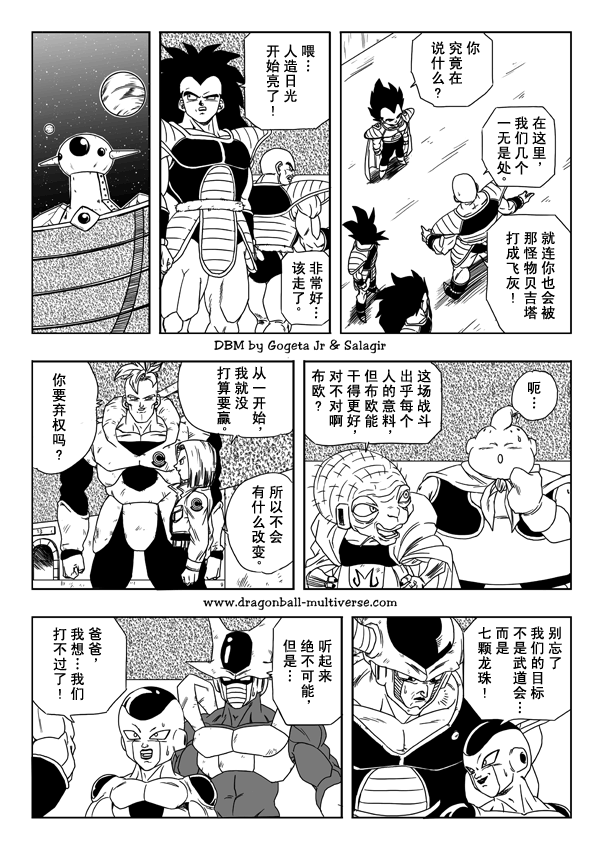 你
究竟在
说什么？
在这里，
我们几个
一无是处。
就连你也会被
那怪物贝吉塔
打成飞灰！
喂…
人造日光
开始亮了！
非常好…
该走了。
DBM by Gogeta Jr & Salagir
呃…
这场战斗
出乎每个
人的意料，
但布欧能
干得更好，
对不对啊
布欧？
从一开始，
我就没
打算要赢。
所以不会
有什么改变。
你要弃权吗？
www.dragonball-multiverse.com
别忘了
我们的目标
不是武道会…
而是
七颗龙珠！
听起来
绝不可能，
但是…
爸爸，
我想…我们
打不过了！